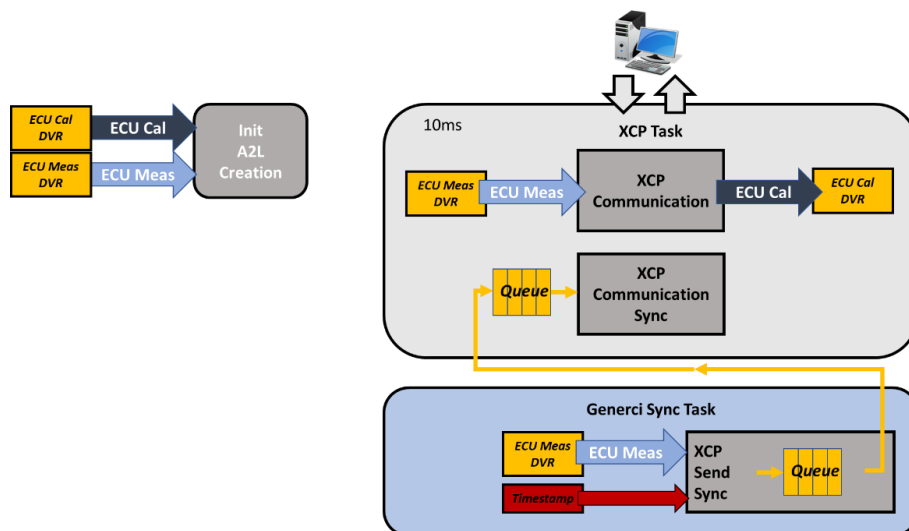 ECU Cal
DVR
ECU Cal
ECU Meas
DVR
ECU Meas
Init
A2L
Creation
10ms
XCP Task
ECU Meas
DVR
ECU Meas
XCP
Communication
ECU Cal
ECU Cal
DVR
Queue
XCP
Communication
Sync
Generci Sync Task
ECU Meas
DVR
ECU Meas
Timestamp
XCP
Send
Sync
Queue